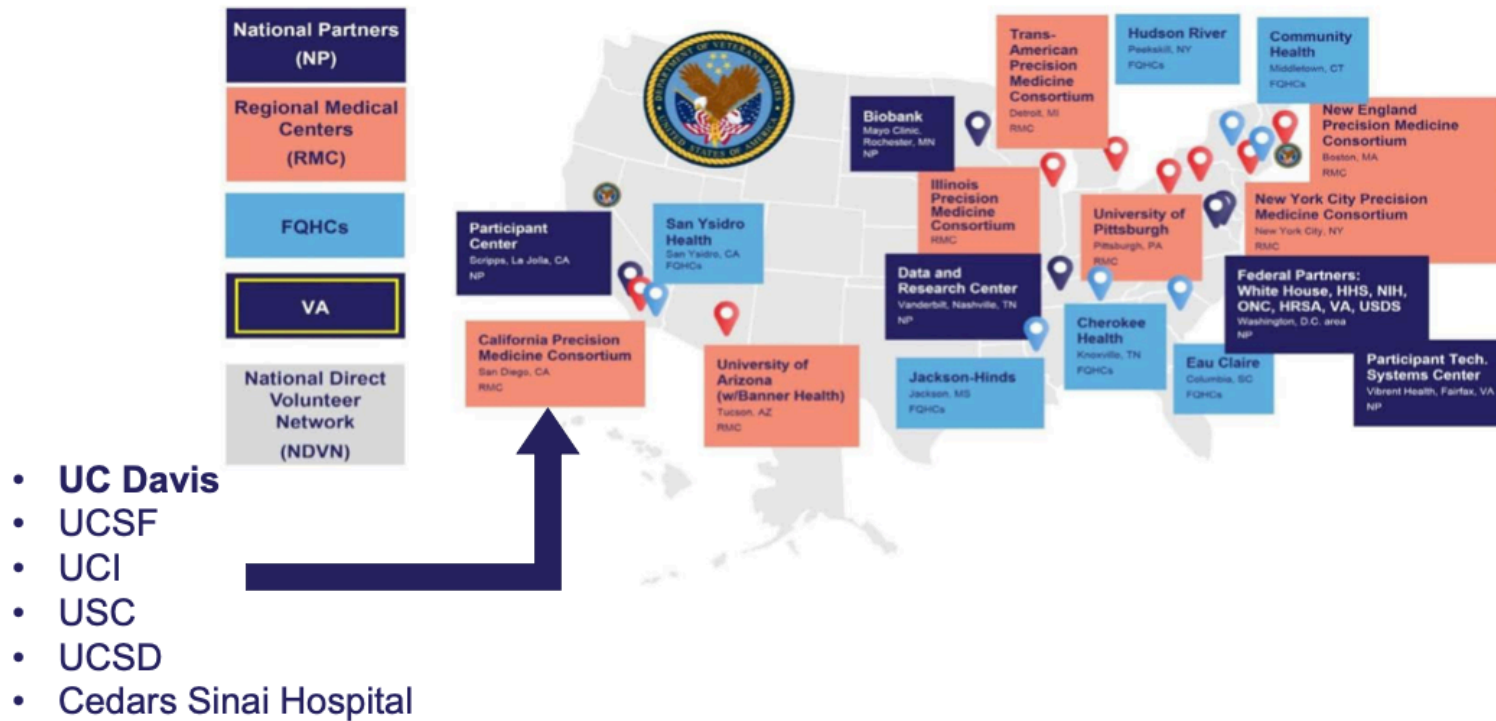 National Partners
(NP)
Regional Medical
Centers
(RMC)
FQHCs
VA
National Direct
Volunteer
Network
(NDVN)
DEPARTMENT OF VETERANS AFFAIRS
UNITED STATES OF AMERICA
Biobank
Mayo Clinic,
Rochester, MN
NP
Trans-
American
Precision
Medicine
Consortium
Detroit, MI
RMC
Hudson River
Peekskill, NY
FQHCs
Community
Health
Middletown, CT
FQHCs
New England
Precision Medicine
Consortium
Boston, MA
RMC
Illinois
Precision
Medicine
Consortium
RMC
University of
Pittsburgh
Pittsburgh, PA
RMC
New York City Precision
Medicine Consortium
New York City, NY
RMC
Participant
Center
Scripps, La Jolla, CA
NP
San Ysidro
Health
San Ysidro, CA
FQHCs
Data and
Research Center
Vanderbilt, Nashville, TN
NP
Federal Partners:
White House, HHS, NIH,
ONC, HRSA, VA, USDS
Washington, D.C. area
NP
California Precision
Medicine Consortium
San Diego, CA
RMC
University of
Arizona
(w/Banner Health)
Tucson, AZ
RMC
Jackson-Hinds
Jackson, MS
FQHCs
Cherokee
Health
Knoxville, TN
FQHCs
Eau Claire
Columbia, SC
FQHCs
Participant Tech.
Systems Center
Vibrent Health, Fairfax, VA
NP
• UC Davis
• UCSF
• UCI
• USC
• UCSD
• Cedars Sinai Hospital